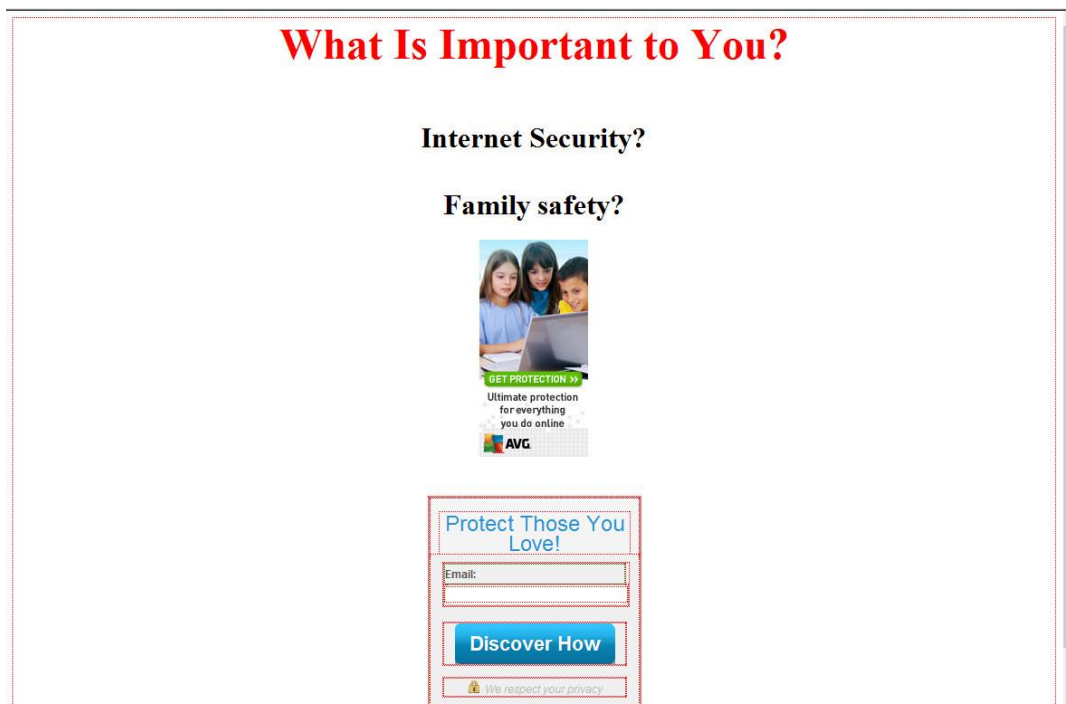 What Is Important to You?
Internet Security?
Family safety?
GET PROTECTION >>
Ultimate protection
for everything
you do online
AVG
Protect Those You
Love!
Email:
Discover How
We respect your privacy